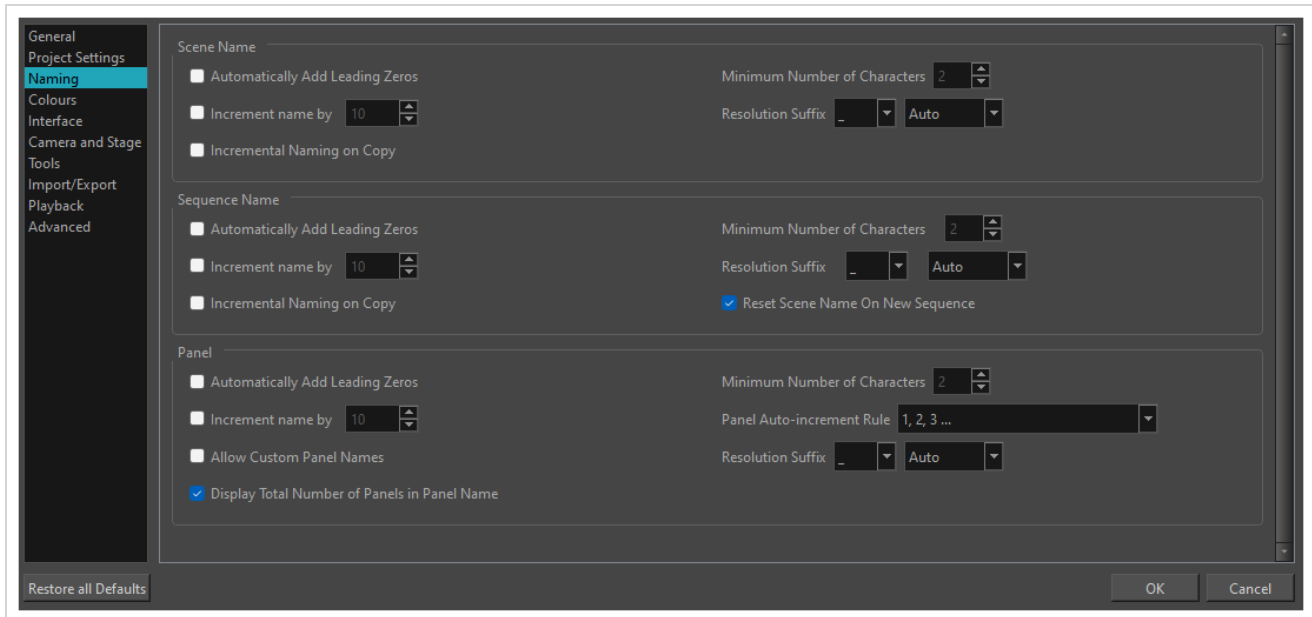 General
Project Settings
Naming
Colours
Interface
Camera and Stage
Tools
Import/Export
Playback
Advanced
Scene Name
Automatically Add Leading Zeros Minimum Number of Characters 2
Increment name by 10 Resolution Suffix _ Auto
Incremental Naming on Copy
Sequence Name
Automatically Add Leading Zeros Minimum Number of Characters 2
Increment name by 10 Resolution Suffix _ Auto
Incremental Naming on Copy Reset Scene Name On New Sequence
Panel
Automatically Add Leading Zeros Minimum Number of Characters 2
Increment name by 10 Panel Auto-increment Rule 1, 2, 3 ...
Allow Custom Panel Names Resolution Suffix _ Auto
Display Total Number of Panels in Panel Name
Restore all Defaults OK Cancel